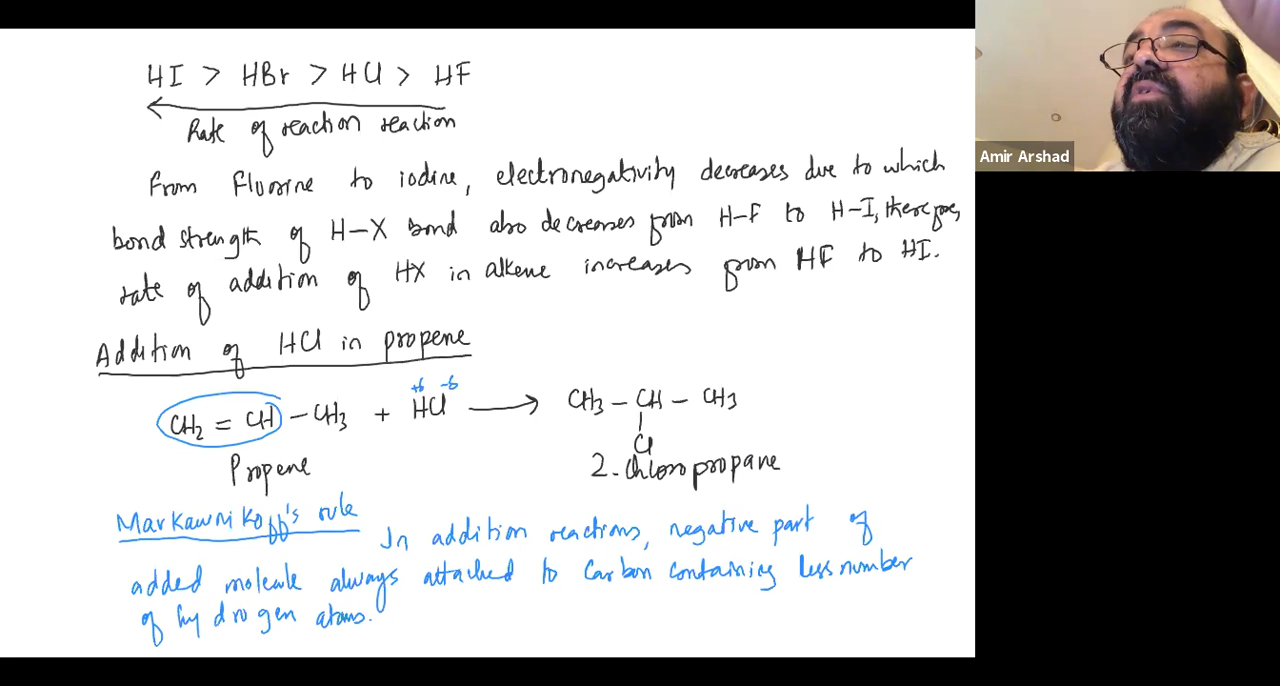 HI > HBr > HCl > HF
Rate of reaction reaction
From Fluorine to iodine, electronegativity decreases due to which
bond strength of H-X bond also decreases from H-F to H-I, therefore,
rate of addition of HX in alkene increases from HF to HI.
Addition of HCl in propene
+δ -δ
CH2 = CH - CH3 + HCl → CH3 - CH - CH3
Cl
Propene 2-Chloropropane
Markawnikoff's rule
In addition reactions, negative part of
added molecule always attached to carbon containing less number
of hydrogen atoms.
Amir Arshad